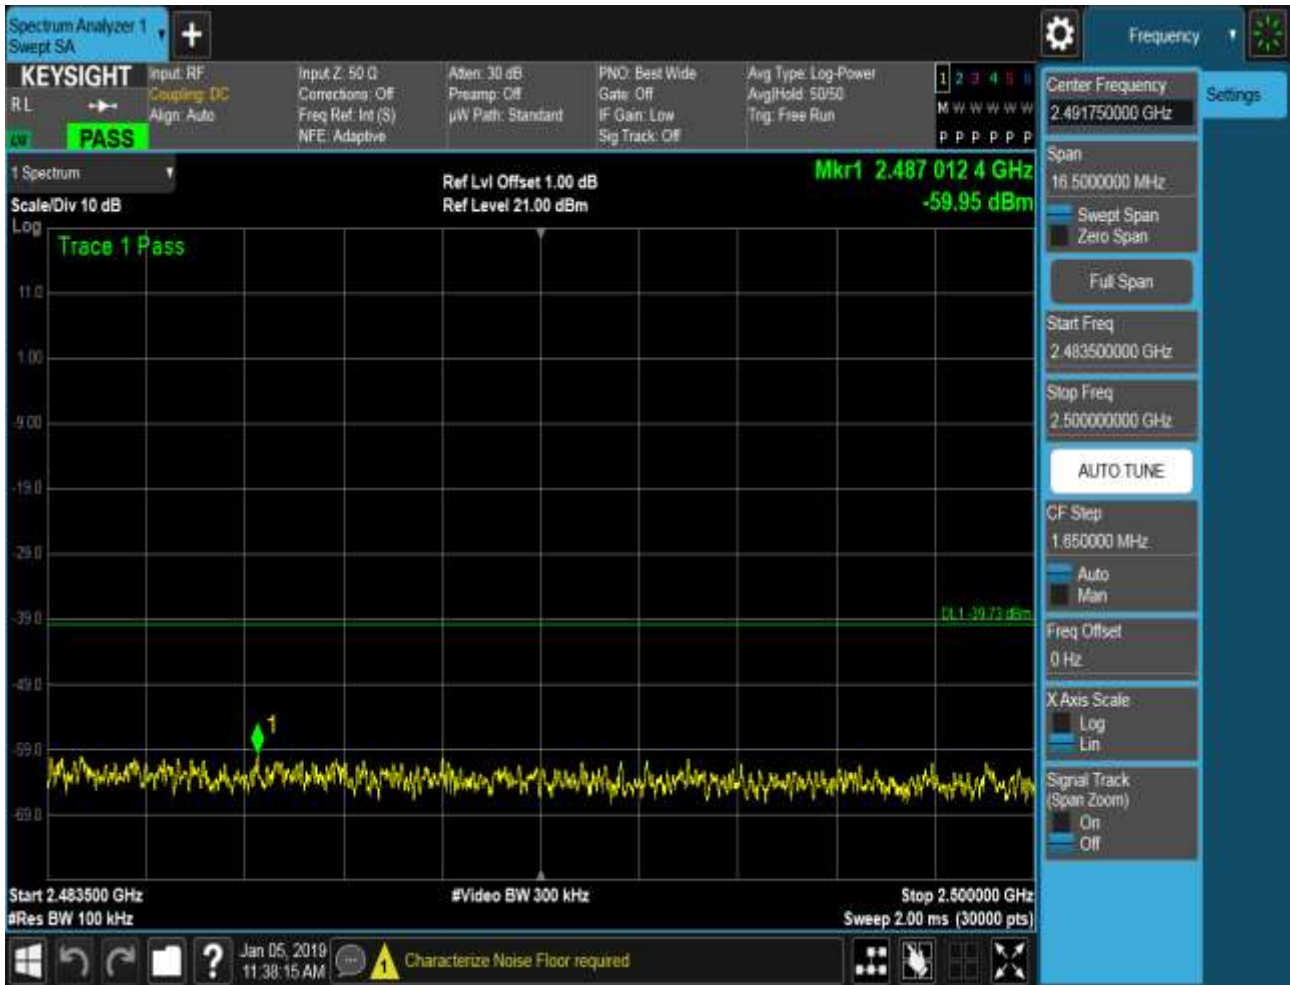 Spectrum Analyzer 1
Swept SA
+
Frequency
KEYSIGHT
R L
LXI
PASS
Input: RF
Coupling: DC
Align: Auto
Input Z: 50 Ω
Corrections: Off
Freq Ref: Int (S)
NFE: Adaptive
Atten: 30 dB
Preamp: Off
µW Path: Standard
PNO: Best Wide
Gate: Off
IF Gain: Low
Sig Track: Off
Avg Type: Log-Power
Avg|Hold: 50/50
Trig: Free Run
1 2 3 4 5 6
M W W W W W
P P P P P P
1 Spectrum
Scale/Div 10 dB
Log
Ref Lvl Offset 1.00 dB
Ref Level 21.00 dBm
Mkr1 2.487 012 4 GHz
-59.95 dBm
Trace 1 Pass
11.0
1.00
-9.00
-19.0
-29.0
-39.0
DL1 -39.73 dBm
-49.0
1
-59.0
-69.0
Start 2.483500 GHz
#Video BW 300 kHz
Stop 2.500000 GHz
#Res BW 100 kHz
Sweep 2.00 ms (30000 pts)
?
Jan 05, 2019
11:38:15 AM
1
Characterize Noise Floor required
Center Frequency
2.491750000 GHz
Settings
Span
16.5000000 MHz
Swept Span
Zero Span
Full Span
Start Freq
2.483500000 GHz
Stop Freq
2.500000000 GHz
AUTO TUNE
CF Step
1.650000 MHz
Auto
Man
Freq Offset
0 Hz
X Axis Scale
Log
Lin
Signal Track
(Span Zoom)
On
Off